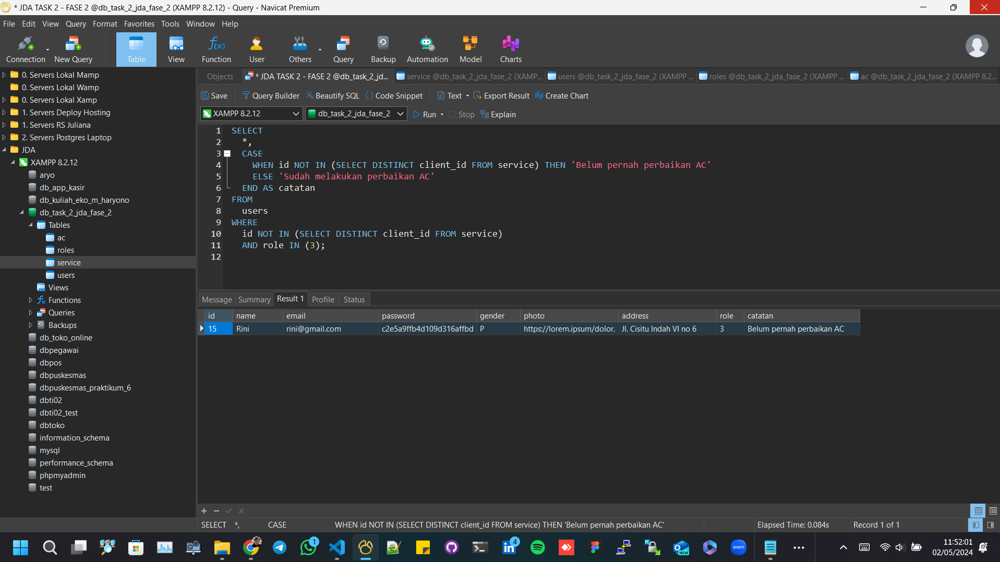 * JDA TASK 2 - FASE 2 @db_task_2_jda_fase_2 (XAMPP 8.2.12) - Query - Navicat Premium
File Edit View Query Format Favorites Tools Window Help
Connection New Query Table View Function User Others Query Backup Automation Model Charts
0. Servers Lokal Mamp
0. Servers Lokal Wamp
0. Servers Lokal Xamp
1. Servers Deploy Hosting
1. Servers RS Juliana
2. Servers Postgres Laptop
JDA
XAMPP 8.2.12
aryo
db_app_kasir
db_kuliah_eko_m_haryono
db_task_2_jda_fase_2
Tables
ac
roles
service
users
Views
Functions
Queries
Backups
db_toko_online
dbpegawai
dbpos
dbpuskesmas
dbpuskesmas_praktikum_6
dbti02
dbti02_test
dbtoko
information_schema
mysql
performance_schema
phpmyadmin
test
Objects * JDA TASK 2 - FASE 2 @db_task_2_jd... service @db_task_2_jda_fase_2 (XAMP... users @db_task_2_jda_fase_2 (XAMPP ... roles @db_task_2_jda_fase_2 (XAMPP ... ac @db_task_2_jda_fase_2 (XAMPP 8.2...
Save Query Builder Beautify SQL () Code Snippet Text Export Result Create Chart
XAMPP 8.2.12 db_task_2_jda_fase_2 Run Stop Explain
1 SELECT
2 *,
3 CASE
4 WHEN id NOT IN (SELECT DISTINCT client_id FROM service) THEN 'Belum pernah perbaikan AC'
5 ELSE 'Sudah melakukan perbaikan AC'
6 END AS catatan
7 FROM
8 users
9 WHERE
10 id NOT IN (SELECT DISTINCT client_id FROM service)
11 AND role IN (3);
12
Message Summary Result 1 Profile Status
id name email password gender photo address role catatan
15 Rini rini@gmail.com c2e5a9ffb4d109d316affbd P https://lorem.ipsum/dolor. Jl. Cisitu Indah VI no 6 3 Belum pernah perbaikan AC
SELECT *, CASE WHEN id NOT IN (SELECT DISTINCT client_id FROM service) THEN 'Belum pernah perbaikan AC' Elapsed Time: 0.084s Record 1 of 1
1 4 NEW zoom
11:52:01
02/05/2024